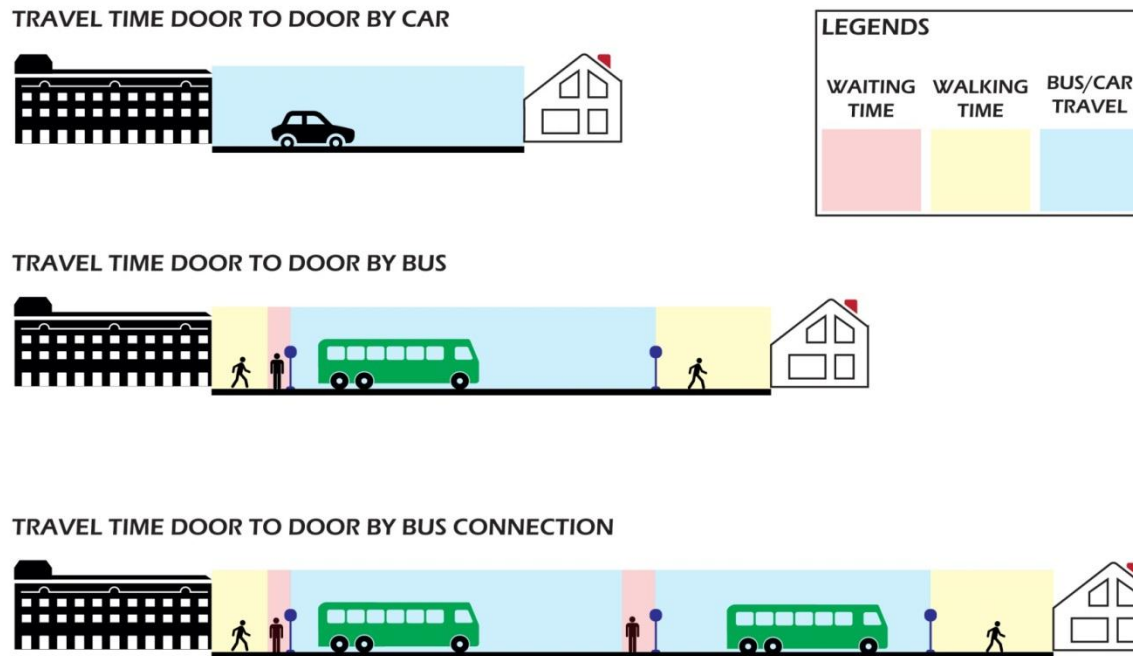 TRAVEL TIME DOOR TO DOOR BY CAR
LEGENDS
WAITING TIME
WALKING TIME
BUS/CAR TRAVEL
TRAVEL TIME DOOR TO DOOR BY BUS
TRAVEL TIME DOOR TO DOOR BY BUS CONNECTION